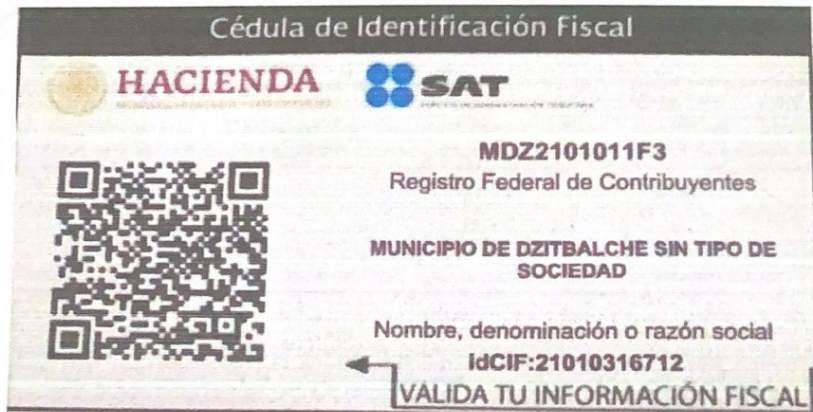 Cédula de Identificación Fiscal
HACIENDA
SAT
MDZ2101011F3
Registro Federal de Contribuyentes
MUNICIPIO DE DZITBALCHE SIN TIPO DE
SOCIEDAD
Nombre, denominación o razón social
idCIF:21010316712
VALIDA TU INFORMACIÓN FISCAL